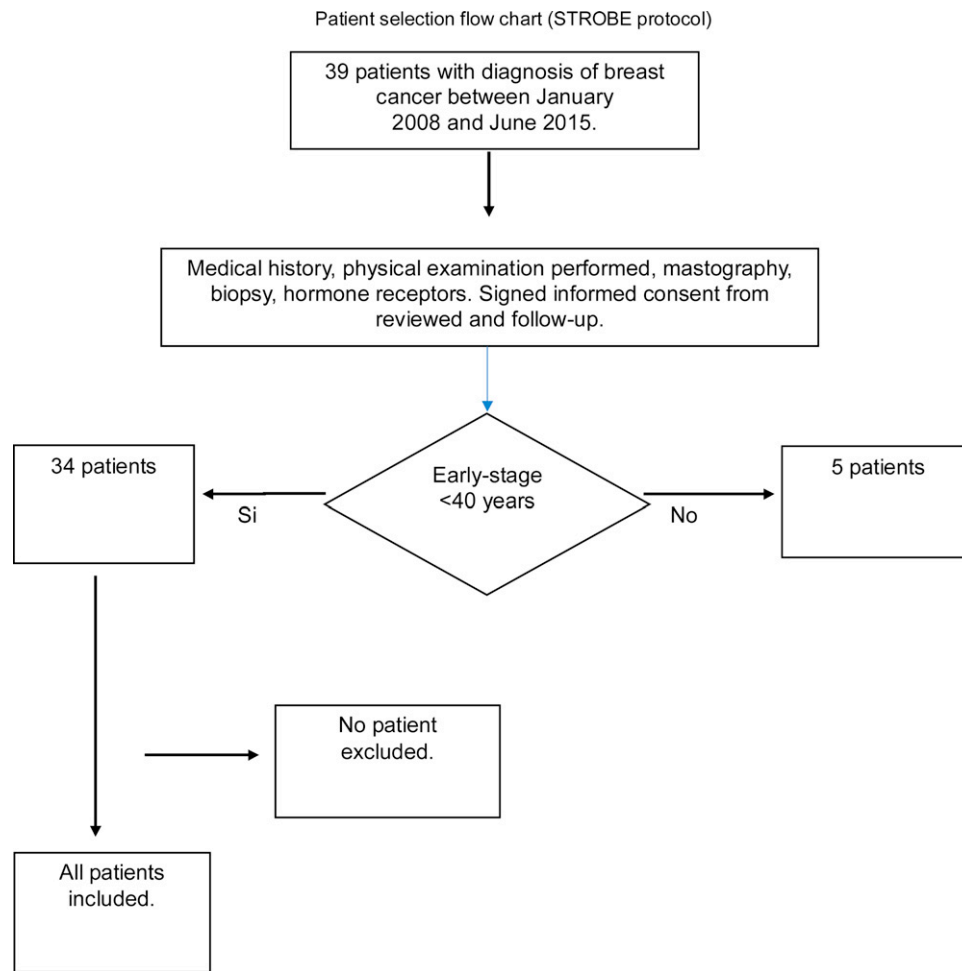 Patient selection flow chart (STROBE protocol)
39 patients with diagnosis of breast
cancer between January
2008 and June 2015.
Medical history, physical examination performed, mastography,
biopsy, hormone receptors. Signed informed consent from
reviewed and follow-up.
34 patients
Early-stage
<40 years
5 patients
Si
No
No patient
excluded.
All patients
included.